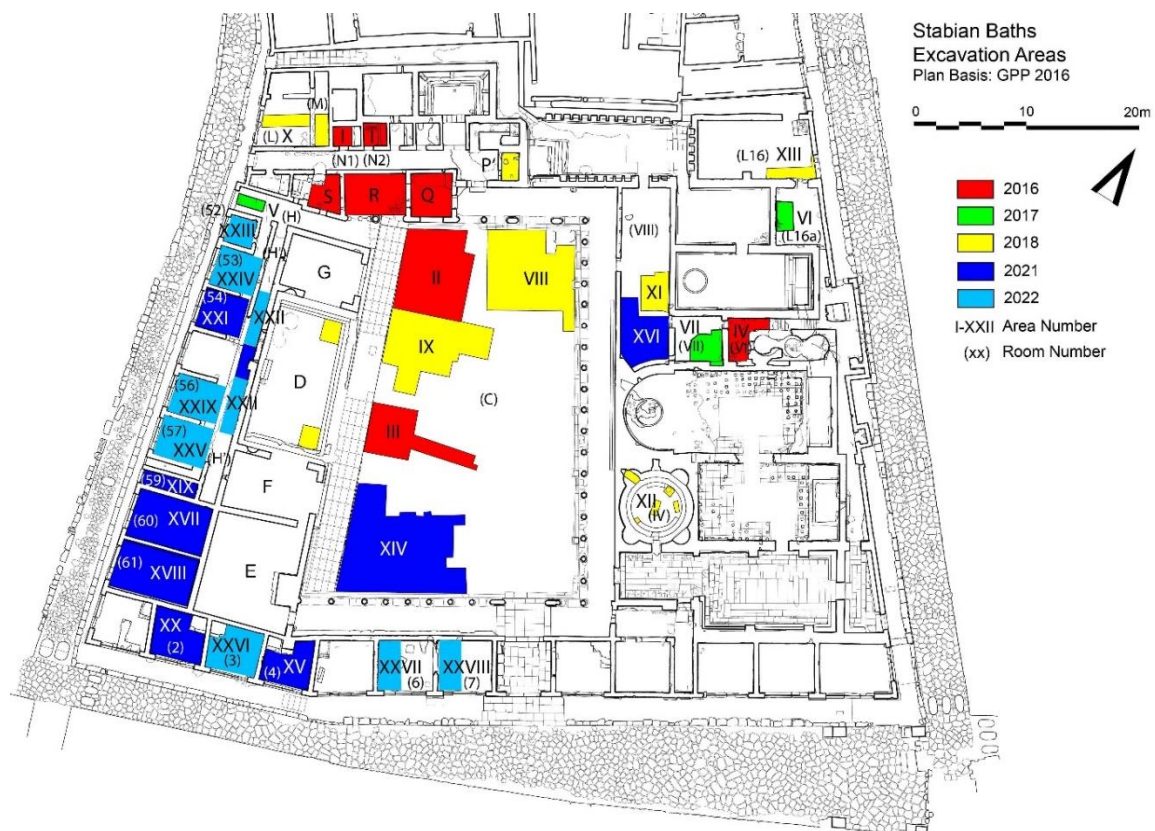 Stabian Baths
Excavation Areas
Plan Basis: GPP 2016
0 10 20m
2016
2017
2018
2021
2022
I-XXII Area Number
(xx) Room Number
(M)
(L) X
I T
(N1) (N2)
P'
(L16) XIII
S R Q
(52) V (H)
XXIII
VI
(L16a)
(H')
(53)
XXIV
G
II
VIII
(VIII)
(54)
XXI
XXII
XI
XVI
VII
(VII)
IV
(VI)
IX
D
(C)
(56)
XXIX
XXII
III
(57)
XXV
(H')
(59) XIX
F
XII
(IV)
(60) XVII
XIV
(61)
XVIII
E
XX
(2)
XXVI
(3)
(4) XV
XXVII
(6)
XXVIII
(7)